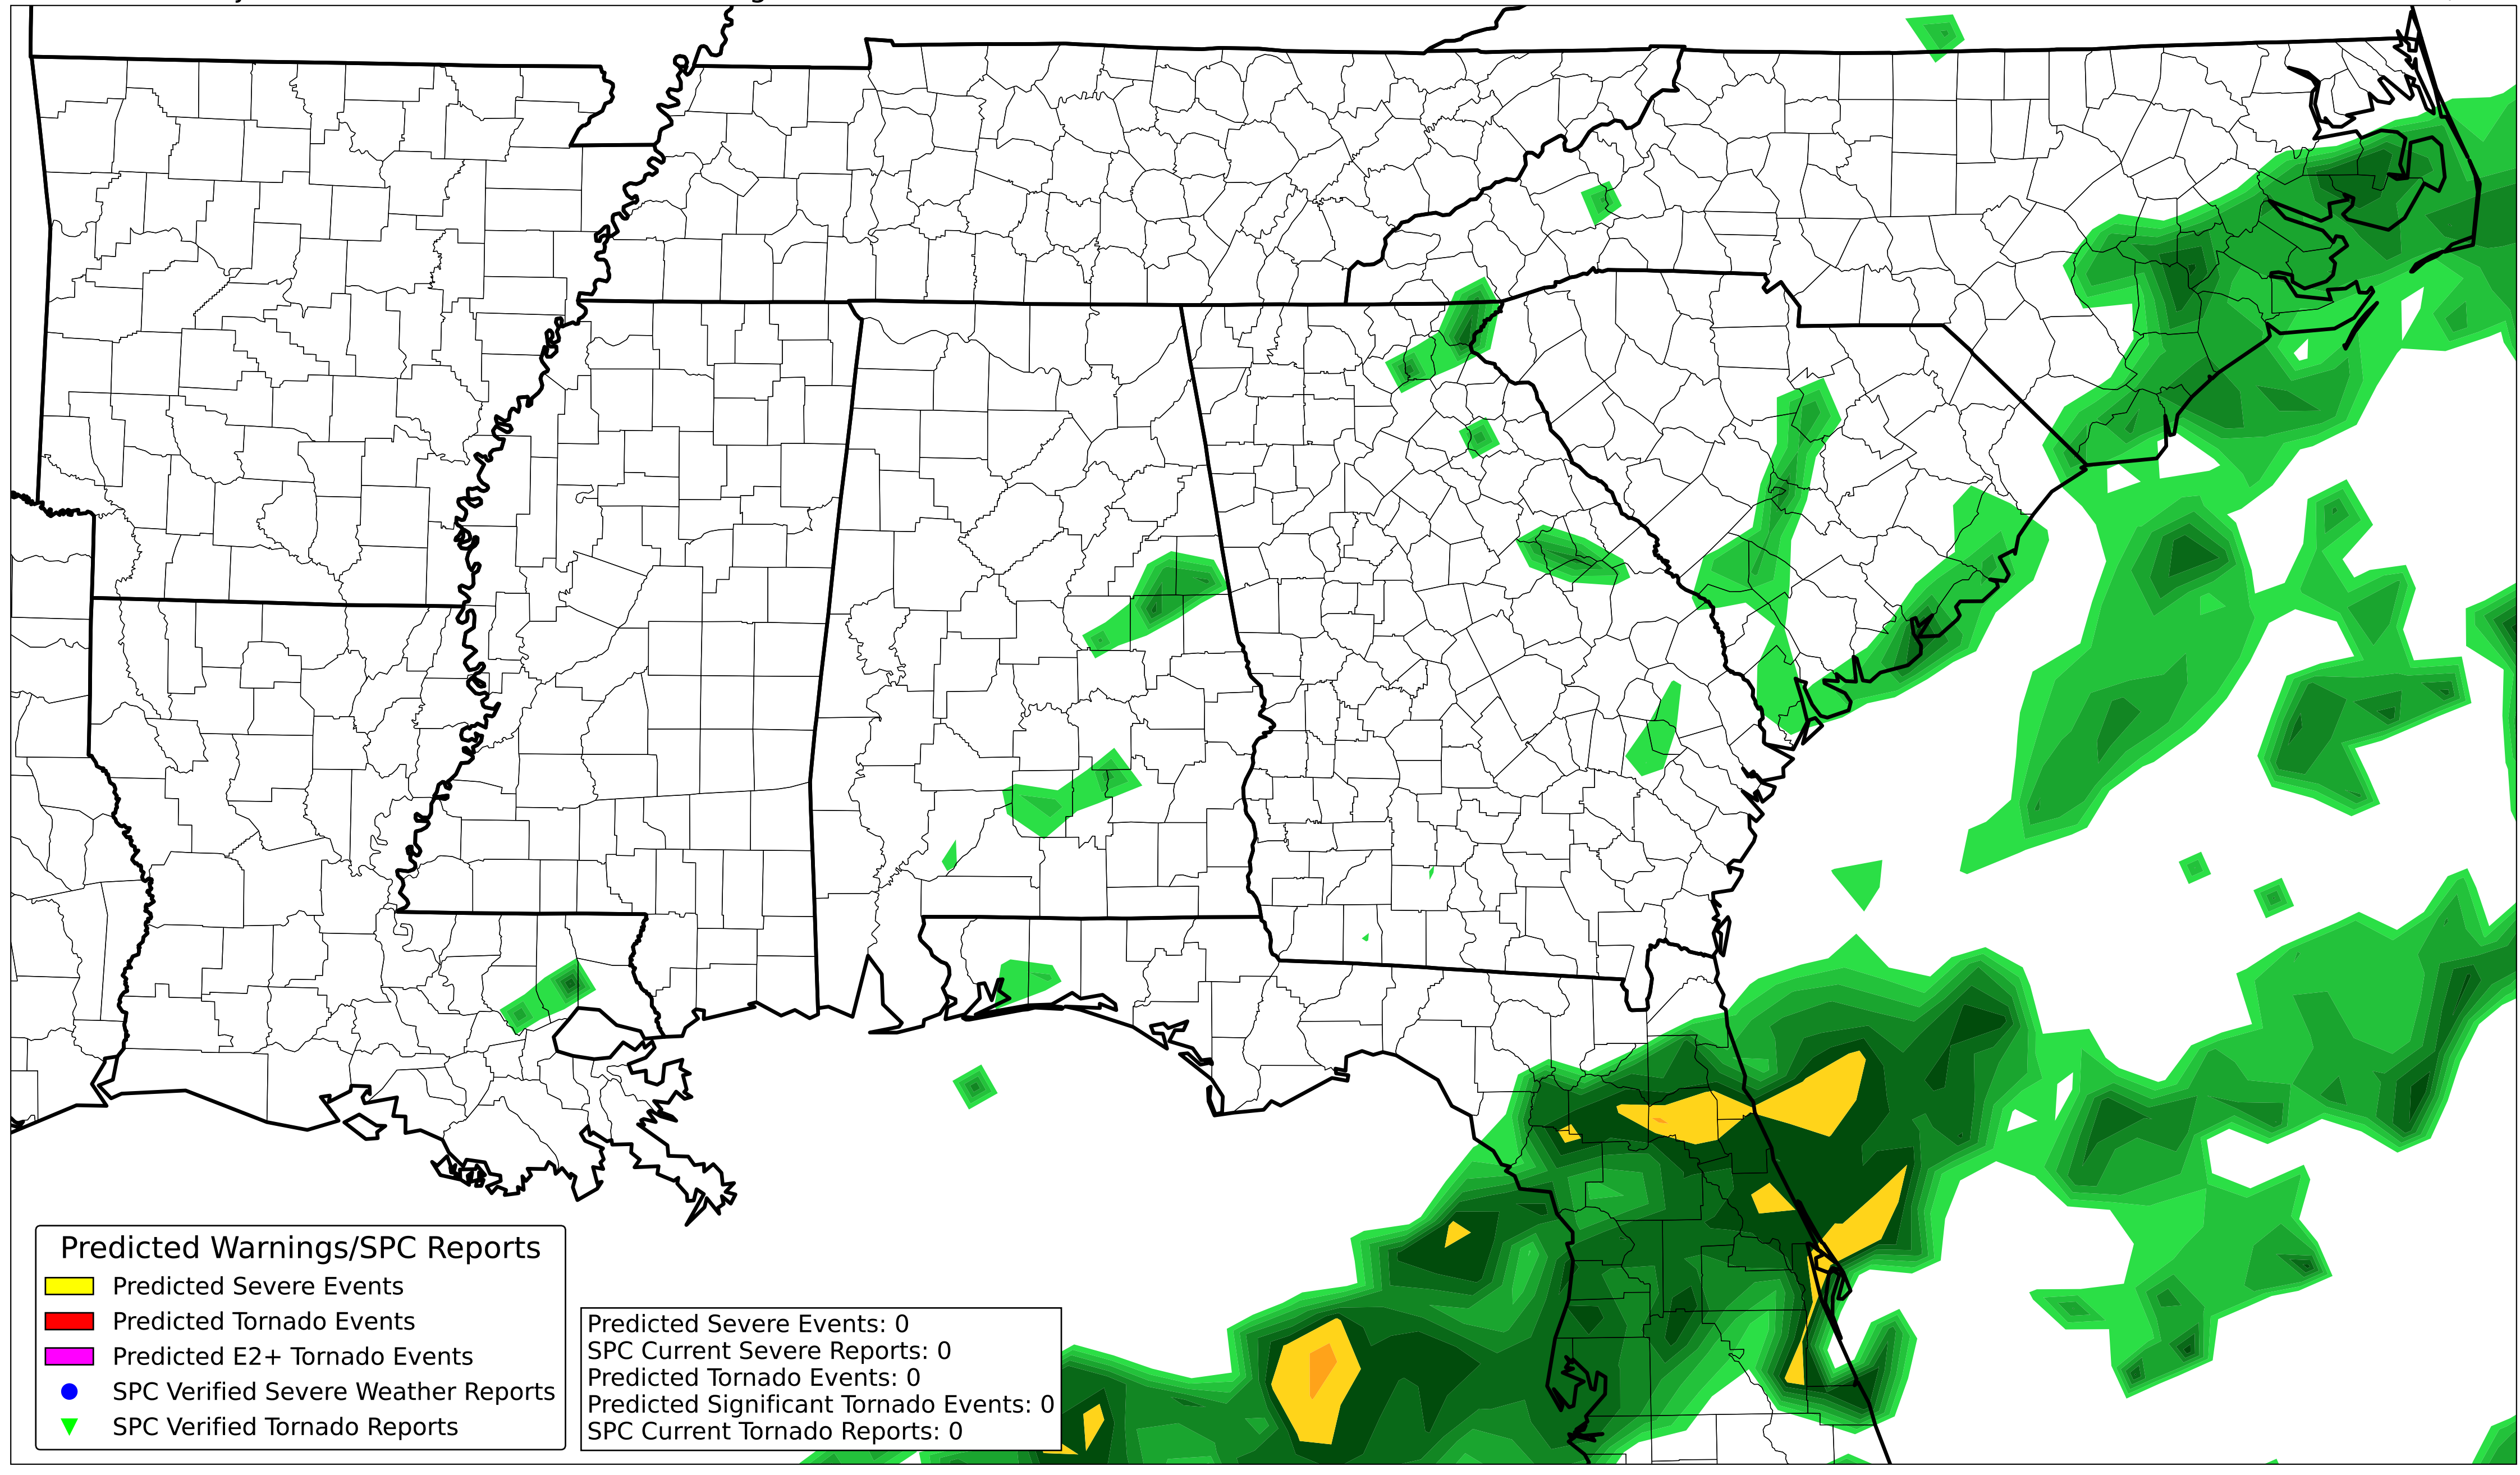 Predicted Warnings/SPC Reports
Predicted Severe Events
Predicted Tornado Events
Predicted E2+ Tornado Events
SPC Verified Severe Weather Reports
SPC Verified Tornado Reports
Predicted Severe Events: 0
SPC Current Severe Reports: 0
Predicted Tornado Events: 0
Predicted Significant Tornado Events: 0
SPC Current Tornado Reports: 0